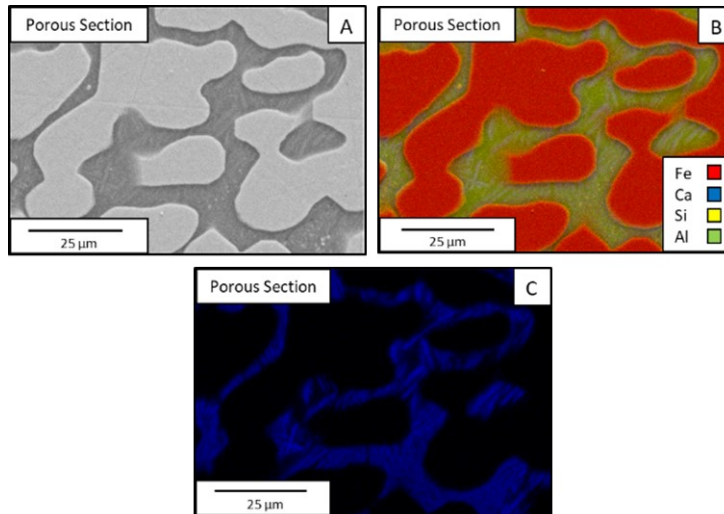 Porous Section
A
25 µm
Porous Section
B
Fe
Ca
Si
Al
25 µm
Porous Section
C
25 µm